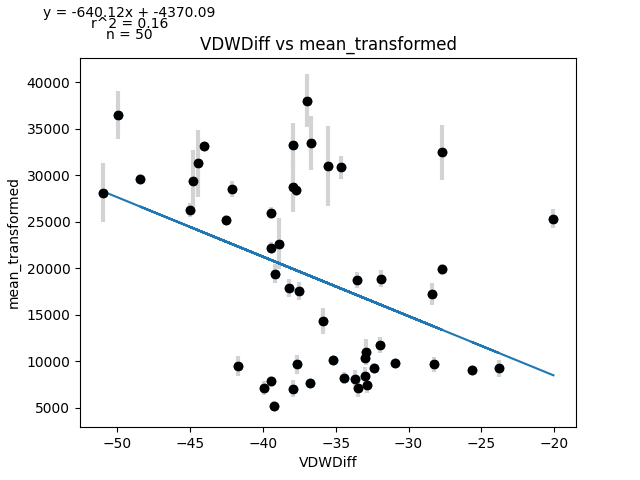 y = -640.12x + -4370.09
r^2 = 0.16
n = 50
VDWDiff vs mean_transformed
40000
35000
30000
25000
20000
15000
10000
5000
mean_transformed
−50 −45 −40 −35 −30 −25 −20
VDWDiff